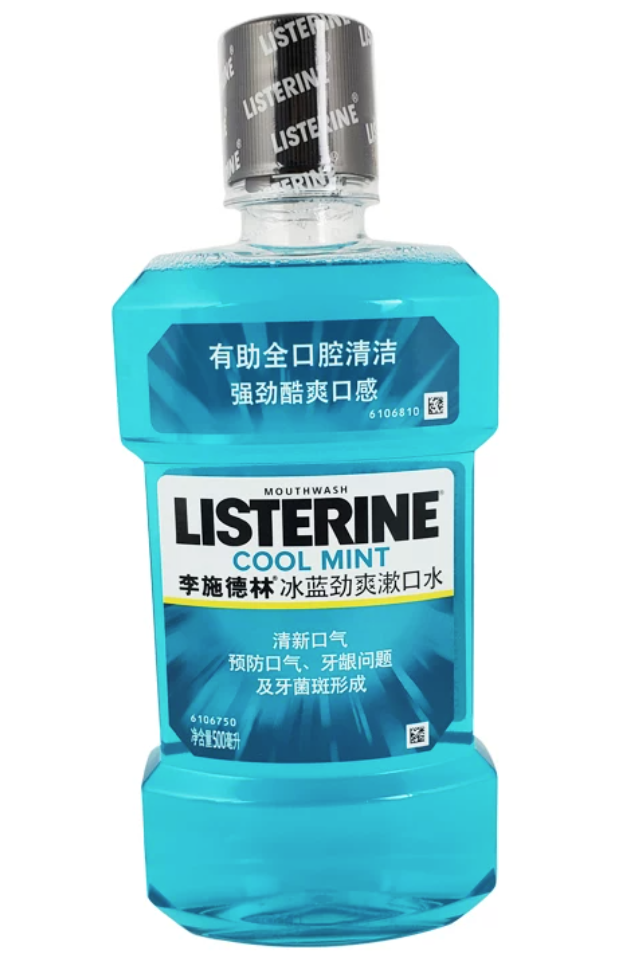 LISTERINE
LISTERINE
LISTERINE®
有助全口腔清洁
强劲酷爽口感
6106810
MOUTHWASH
LISTERINE®
COOL MINT
李施德林®冰蓝劲爽漱口水
清新口气
预防口气、牙龈问题
及牙菌斑形成
6106750
净含量500毫升